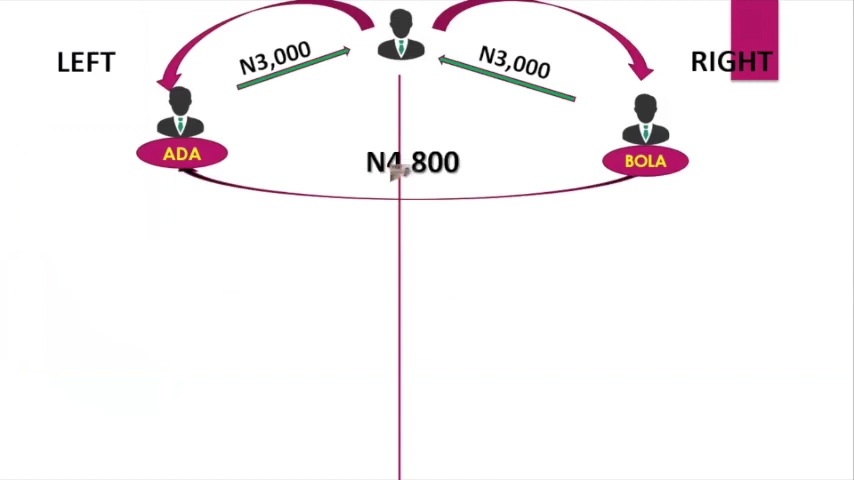 LEFT
N3,000
N3,000
RIGHT
ADA
N4,800
BOLA